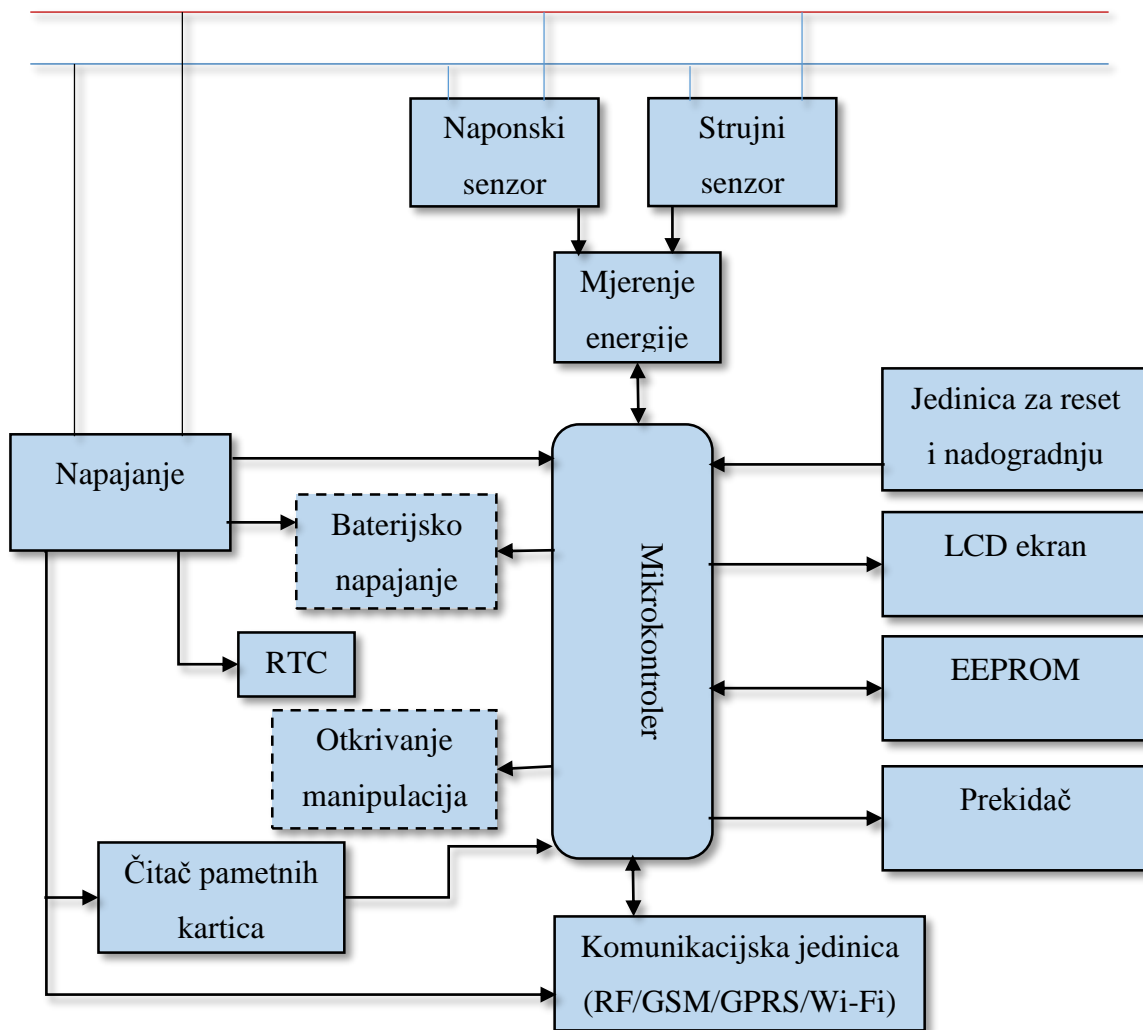 Naponski
senzor
Strujni
senzor
Mjerenje
energije
Jedinica za reset
i nadogradnju
Napajanje
Baterijsko
napajanje
Mikrokontroler
LCD ekran
RTC
EEPROM
Otkrivanje
manipulacija
Prekidač
Čitač pametnih
kartica
Komunikacijska jedinica
(RF/GSM/GPRS/Wi-Fi)